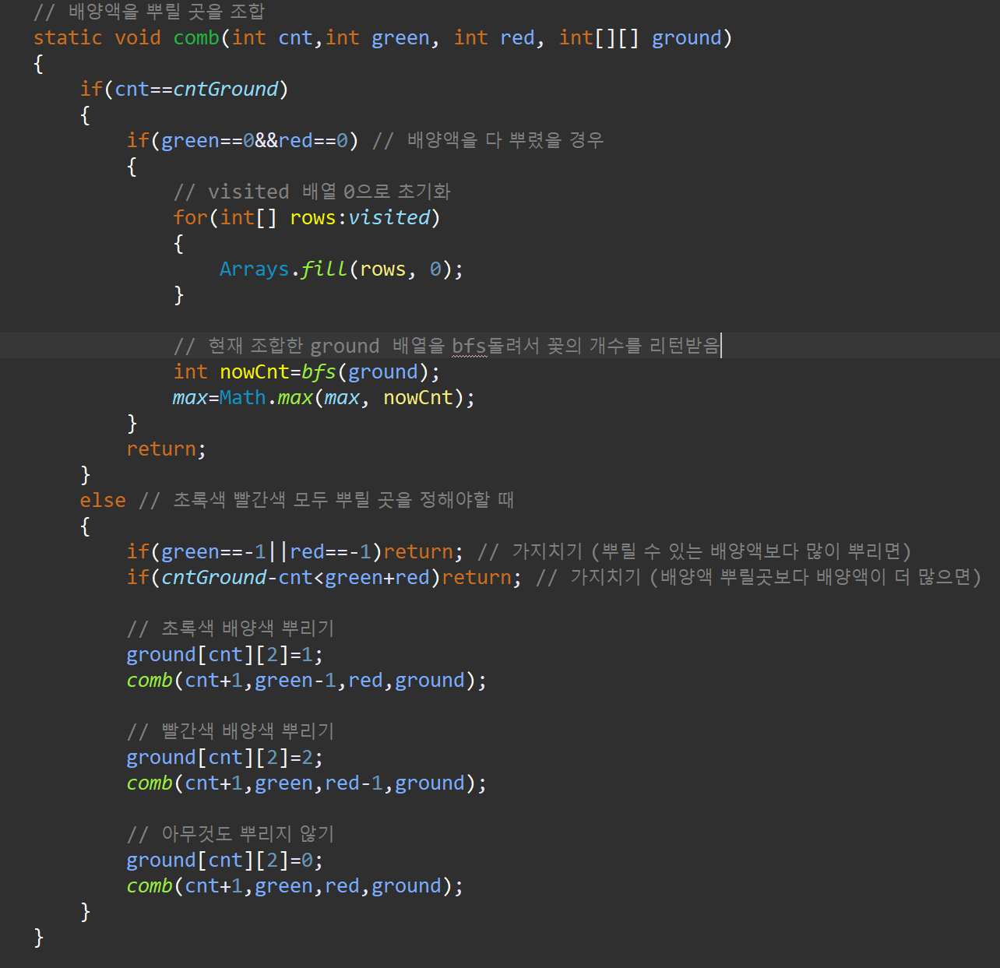 // 배양액을 뿌릴 곳을 조합
static void comb(int cnt,int green, int red, int[][] ground)
{
if(cnt==cntGround)
{
if(green==0&&red==0) // 배양액을 다 뿌렸을 경우
{
// visited 배열 0으로 초기화
for(int[] rows:visited)
{
Arrays.fill(rows, 0);
}
// 현재 조합한 ground 배열을 bfs돌려서 꽃의 개수를 리턴받음
int nowCnt=bfs(ground);
max=Math.max(max, nowCnt);
}
return;
}
else // 초록색 빨간색 모두 뿌릴 곳을 정해야할 때
{
if(green==-1||red==-1)return; // 가지치기 (뿌릴 수 있는 배양액보다 많이 뿌리면)
if(cntGround-cnt<green+red)return; // 가지치기 (배양액 뿌릴곳보다 배양액이 더 많으면)
// 초록색 배양색 뿌리기
ground[cnt][2]=1;
comb(cnt+1,green-1,red,ground);
// 빨간색 배양색 뿌리기
ground[cnt][2]=2;
comb(cnt+1,green,red-1,ground);
// 아무것도 뿌리지 않기
ground[cnt][2]=0;
comb(cnt+1,green,red,ground);
}
}